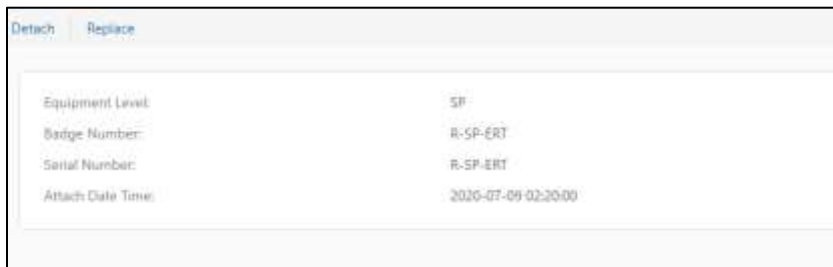 Detach Replace
Equipment Level: SP
Badge Number: R-SP-ERT
Serial Number: R-SP-ERT
Attach Date Time: 2020-07-09 02:20:00